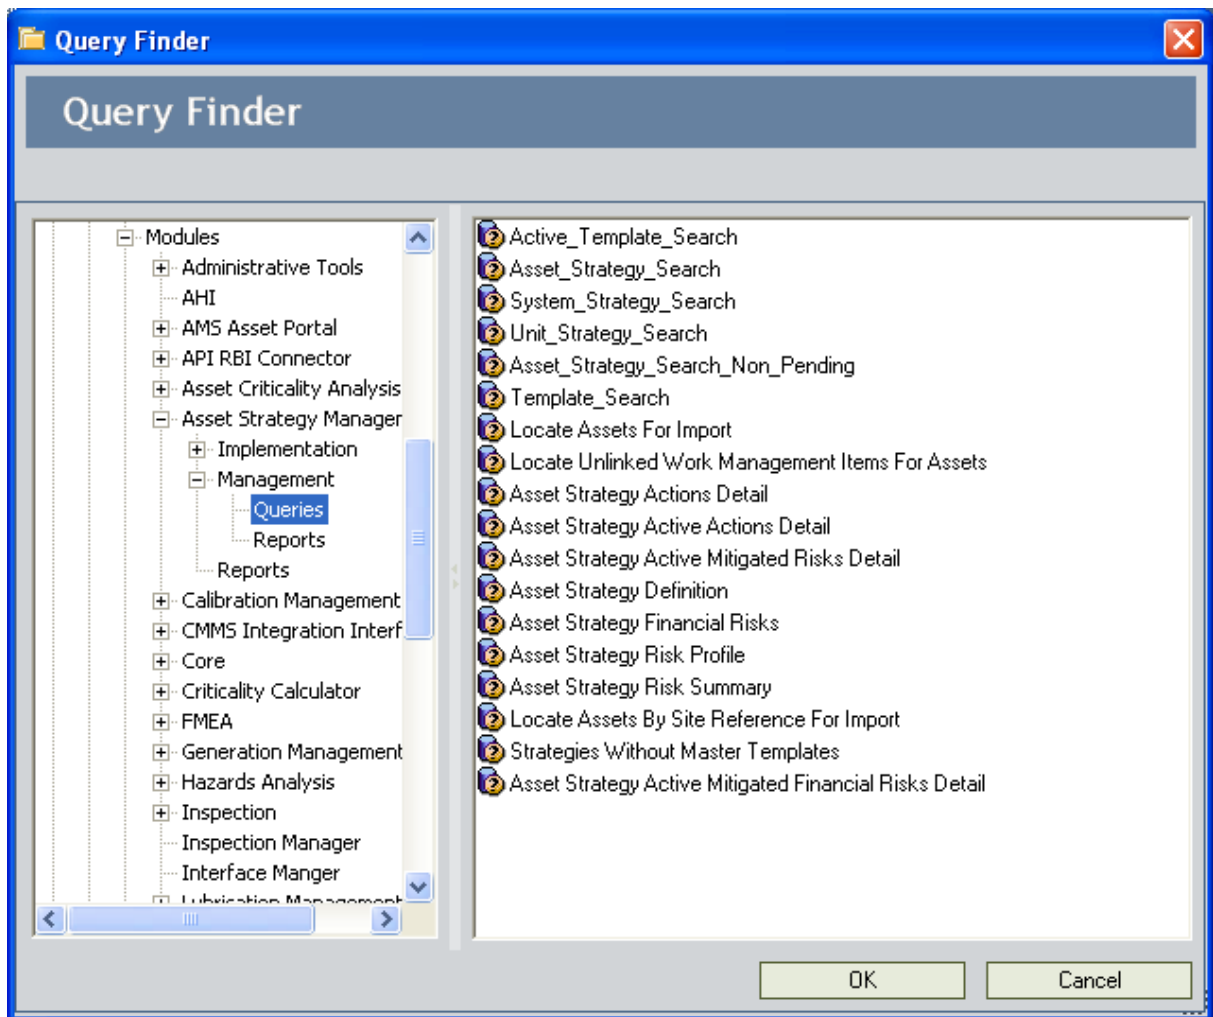 Query Finder
Query Finder
Modules
Administrative Tools
AHI
AMS Asset Portal
API RBI Connector
Asset Criticality Analysis
Asset Strategy Manager
Implementation
Management
Queries
Reports
Reports
Calibration Management
CMMS Integration Interf
Core
Criticality Calculator
FMEA
Generation Management
Hazards Analysis
Inspection
Inspection Manager
Interface Manger
Lubrication Management
Active_Template_Search
Asset_Strategy_Search
System_Strategy_Search
Unit_Strategy_Search
Asset_Strategy_Search_Non_Pending
Template_Search
Locate Assets For Import
Locate Unlinked Work Management Items For Assets
Asset Strategy Actions Detail
Asset Strategy Active Actions Detail
Asset Strategy Active Mitigated Risks Detail
Asset Strategy Definition
Asset Strategy Financial Risks
Asset Strategy Risk Profile
Asset Strategy Risk Summary
Locate Assets By Site Reference For Import
Strategies Without Master Templates
Asset Strategy Active Mitigated Financial Risks Detail
OK
Cancel